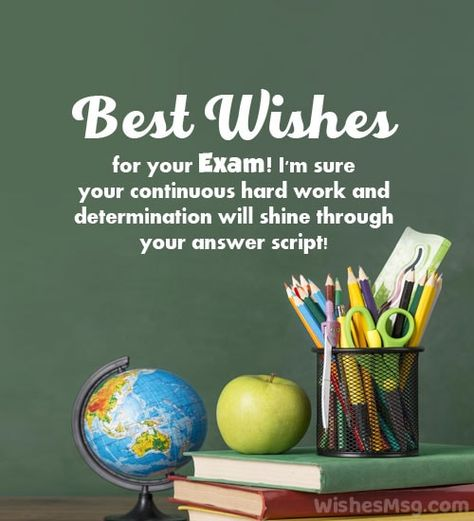 Best Wishes
for your Exam! I'm sure
your continuous hard work and
determination will shine through
your answer script!
WishesMsg.com